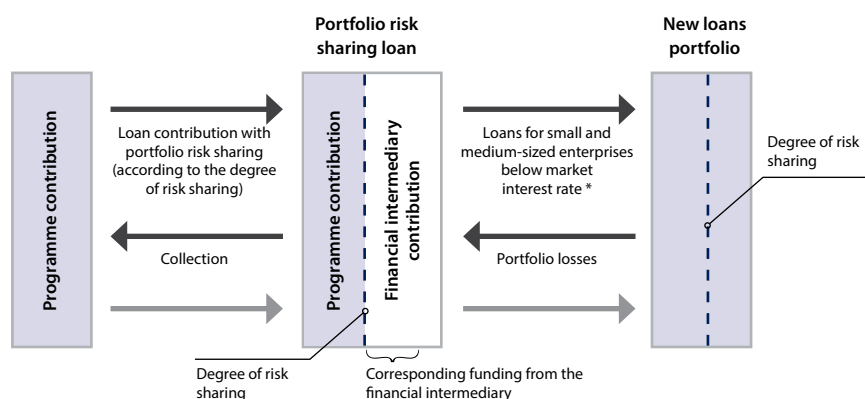 Portfolio risk
sharing loan
New loans
portfolio
Programme contribution
Loan contribution with
portfolio risk sharing
(according to the degree
of risk sharing)
Collection
Programme contribution
Financial intermediary
contribution
Loans for small and
medium-sized enterprises
below market
interest rate *
Portfolio losses
Degree of risk
sharing
Degree of risk
sharing
Corresponding funding from the
financial intermediary